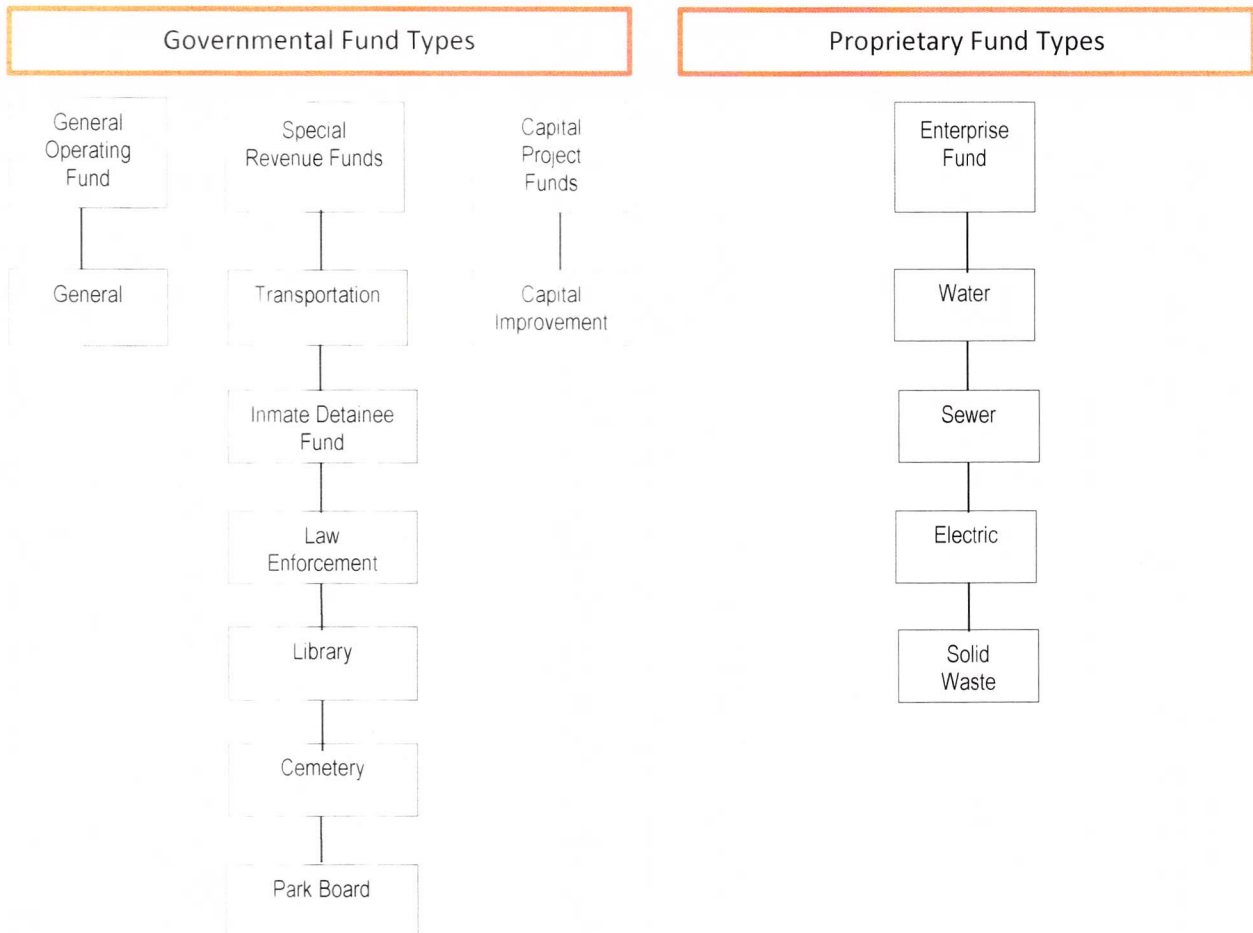 Governmental Fund Types
Proprietary Fund Types
General
Operating
Fund
Special
Revenue Funds
Capital
Project
Funds
Enterprise
Fund
General
Transportation
Capital
Improvement
Water
Inmate Detainee
Fund
Sewer
Law
Enforcement
Electric
Library
Solid
Waste
Cemetery
Park Board